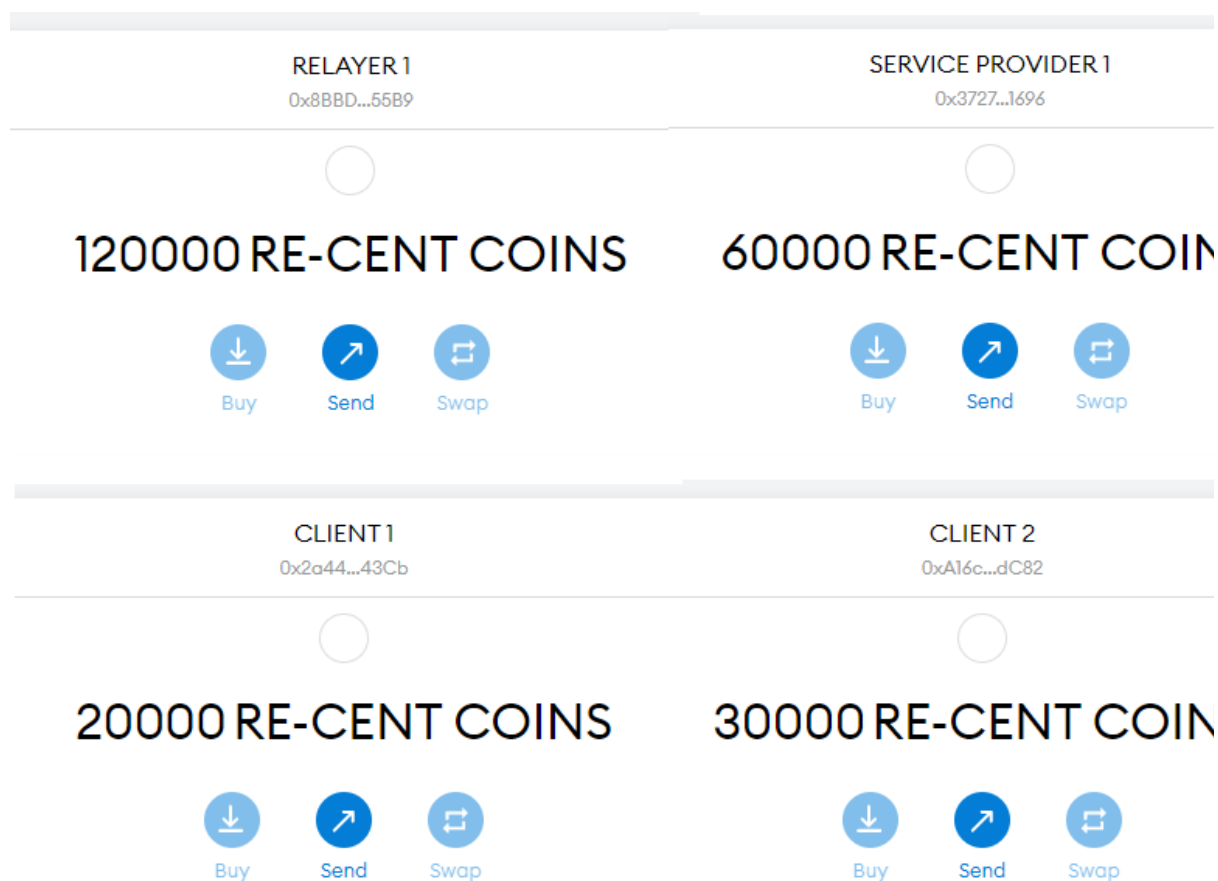 RELAYER 1
0x8BBD...55B9
120000 RE-CENT COINS
Buy Send Swap
SERVICE PROVIDER 1
0x3727...1696
60000 RE-CENT COIN
Buy Send Swap
CLIENT 1
0x2a44...43Cb
20000 RE-CENT COINS
Buy Send Swap
CLIENT 2
0xA16c...dC82
30000 RE-CENT COIN
Buy Send Swap